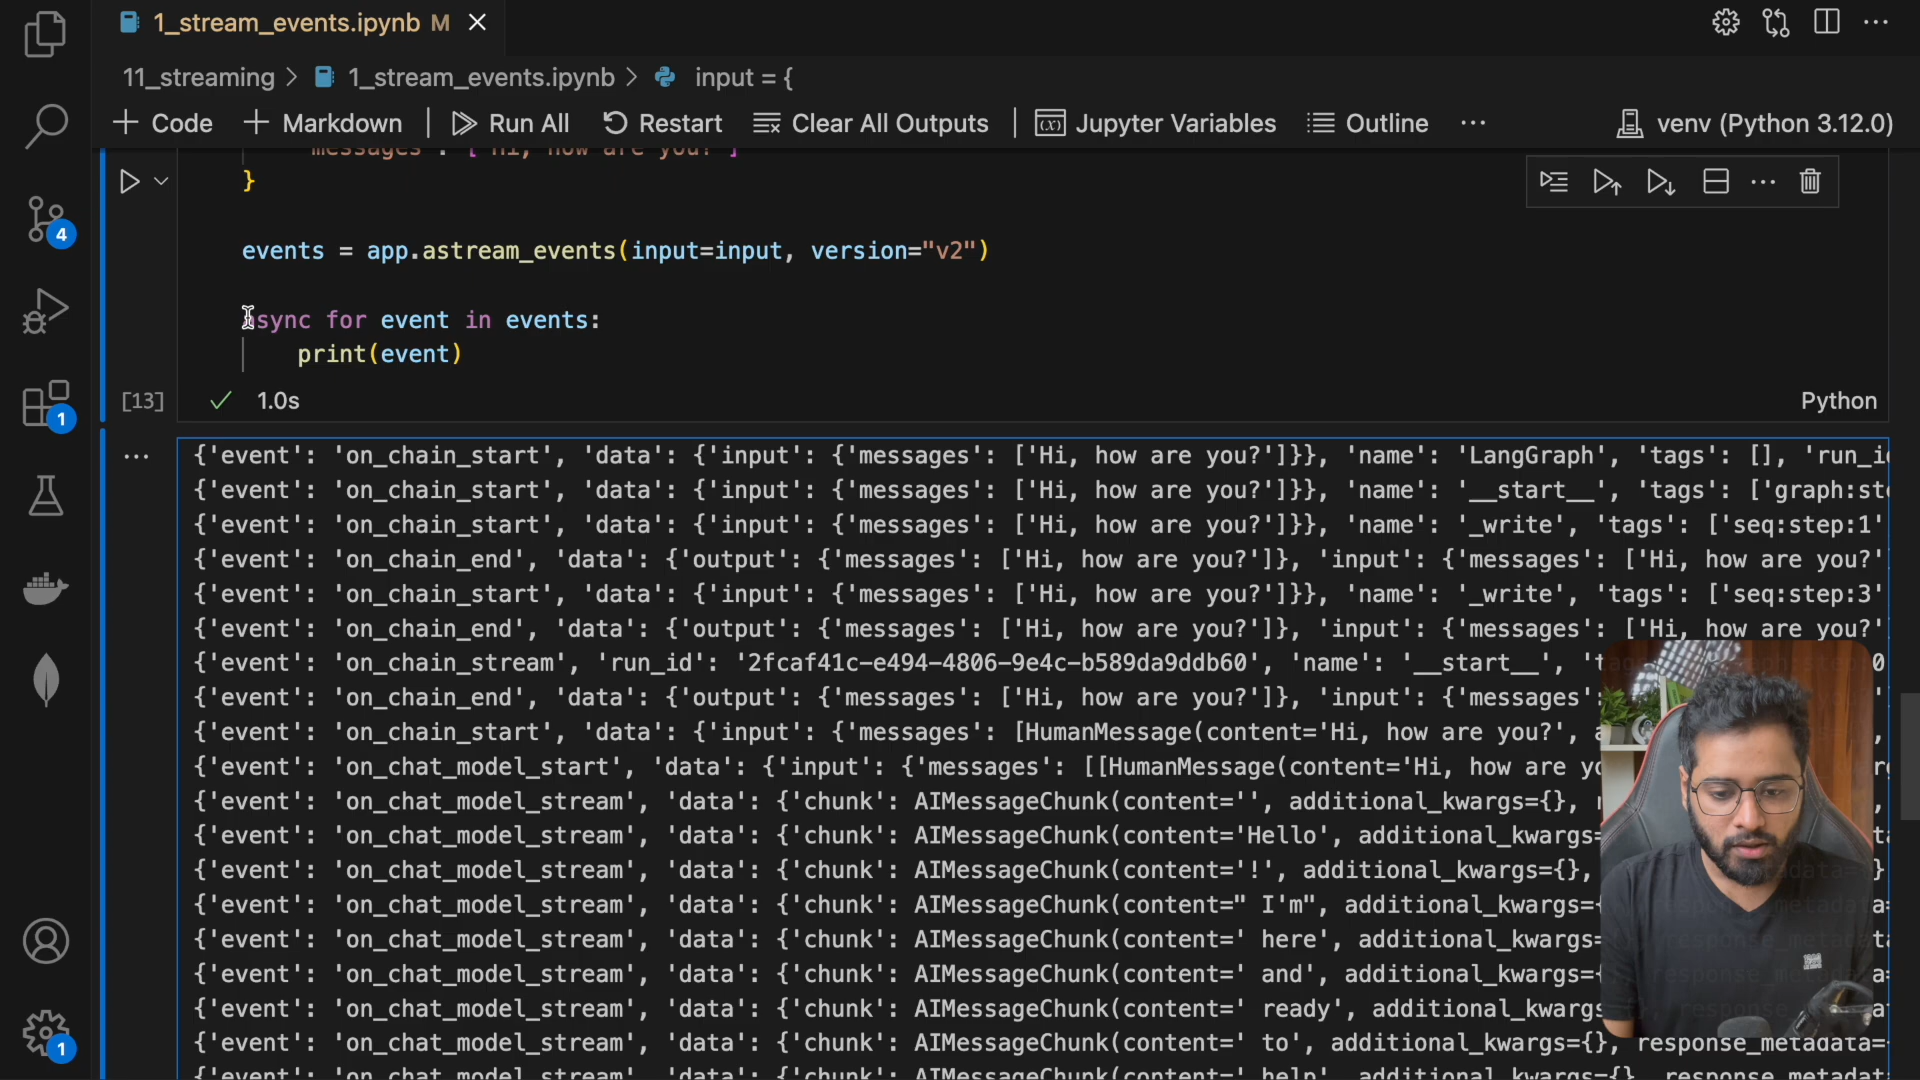 1_stream_events.ipynb M
11_streaming > 1_stream_events.ipynb > input = {
Code Markdown Run All Restart Clear All Outputs Jupyter Variables Outline ... venv (Python 3.12.0)
"messages": ["Hi, how are you?"]
}
events = app.astream_events(input=input, version="v2")
async for event in events:
print(event)
[13] 1.0s Python
{'event': 'on_chain_start', 'data': {'input': {'messages': ['Hi, how are you?']}}, 'name': 'LangGraph', 'tags': [], 'run_i
{'event': 'on_chain_start', 'data': {'input': {'messages': ['Hi, how are you?']}}, 'name': '__start__', 'tags': ['graph:st
{'event': 'on_chain_start', 'data': {'input': {'messages': ['Hi, how are you?']}}, 'name': '_write', 'tags': ['seq:step:1'
{'event': 'on_chain_end', 'data': {'output': {'messages': ['Hi, how are you?']}, 'input': {'messages': ['Hi, how are you?'
{'event': 'on_chain_start', 'data': {'input': {'messages': ['Hi, how are you?']}}, 'name': '_write', 'tags': ['seq:step:3'
{'event': 'on_chain_end', 'data': {'output': {'messages': ['Hi, how are you?']}, 'input': {'messages': ['Hi, how are you?'
{'event': 'on_chain_stream', 'run_id': '2fcaf41c-e494-4806-9e4c-b589da9ddb60', 'name': '__start__',
{'event': 'on_chain_end', 'data': {'output': {'messages': ['Hi, how are you?']}, 'input': {'messages'
{'event': 'on_chain_start', 'data': {'input': {'messages': [HumanMessage(content='Hi, how are you?',
{'event': 'on_chat_model_start', 'data': {'input': {'messages': [[HumanMessage(content='Hi, how are
{'event': 'on_chat_model_stream', 'data': {'chunk': AIMessageChunk(content='', additional_kwargs={},
{'event': 'on_chat_model_stream', 'data': {'chunk': AIMessageChunk(content='Hello', additional_kwargs=
{'event': 'on_chat_model_stream', 'data': {'chunk': AIMessageChunk(content='!', additional_kwargs={},
{'event': 'on_chat_model_stream', 'data': {'chunk': AIMessageChunk(content=" I'm", additional_kwargs={
{'event': 'on_chat_model_stream', 'data': {'chunk': AIMessageChunk(content=' here', additional_kwargs=
{'event': 'on_chat_model_stream', 'data': {'chunk': AIMessageChunk(content=' and', additional_kwargs={
{'event': 'on_chat_model_stream', 'data': {'chunk': AIMessageChunk(content=' ready', additional_kwargs
{'event': 'on_chat_model_stream', 'data': {'chunk': AIMessageChunk(content=' to', additional_kwargs={}, response_metadata=
{'event': 'on_chat_model_stream', 'data': {'chunk': AIMessageChunk(content=' help', additional_kwargs={}, response_metadata
4
1
1